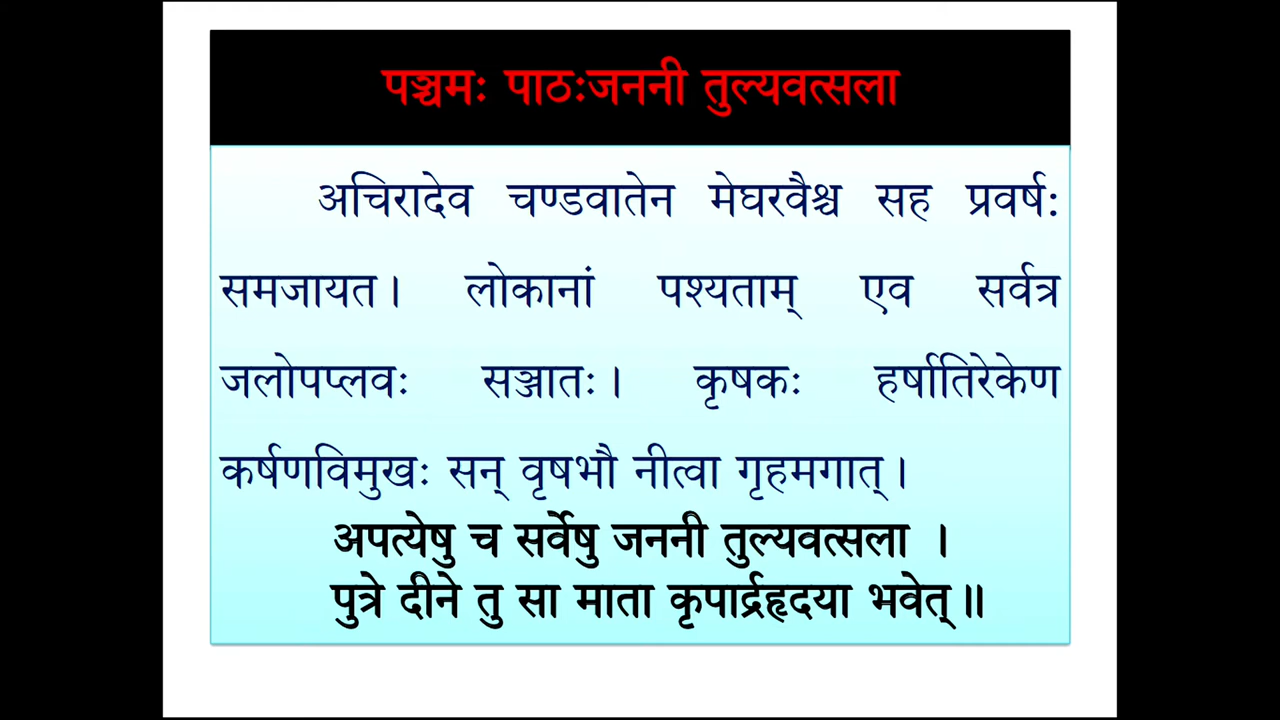 पञ्चमः पाठःजननी तुल्यवत्सला
अचिरादेव चण्डवातेन मेघरवैश्च सह प्रवर्ष:
समजायत। लोकानां पश्यताम् एव सर्वत्र
जलोपप्लवः सञ्जातः। कृषकः हर्षातिरेकेण
कर्षणविमुखः सन् वृषभौ नीत्वा गृहमगात्।
अपत्येषु च सर्वेषु जननी तुल्यवत्सला ।
पुत्रे दीने तु सा माता कृपार्द्रहृदया भवेत्॥